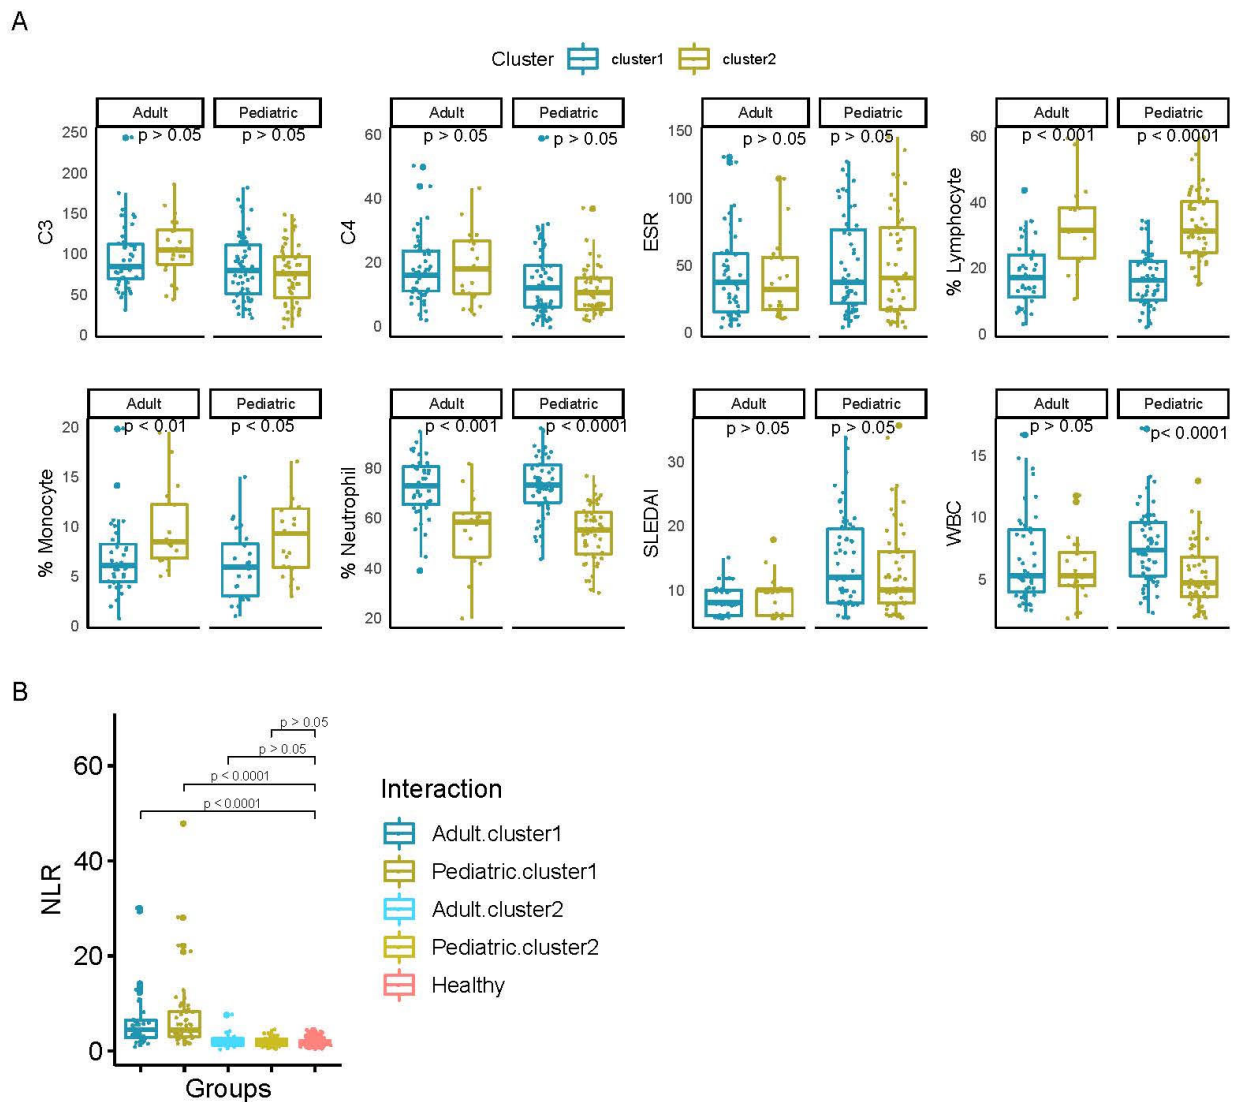 A
Cluster cluster1 cluster2
Adult Pediatric
p > 0.05 p > 0.05
C3
250
200
150
100
50
0
Adult Pediatric
p > 0.05 p > 0.05
C4
60
40
20
0
Adult Pediatric
p > 0.05 p > 0.05
ESR
150
100
50
0
Adult Pediatric
p < 0.001 p < 0.0001
% Lymphocyte
60
40
20
0
Adult Pediatric
p < 0.01 p < 0.05
% Monocyte
20
15
10
5
0
Adult Pediatric
p < 0.001 p < 0.0001
% Neutrophil
80
60
40
20
Adult Pediatric
p > 0.05 p > 0.05
SLEDAI
30
20
10
Adult Pediatric
p > 0.05 p< 0.0001
WBC
15
10
5
B
p > 0.05
p > 0.05
p < 0.0001
p < 0.0001
NLR
60
40
20
0
Groups
Interaction
Adult.cluster1
Pediatric.cluster1
Adult.cluster2
Pediatric.cluster2
Healthy